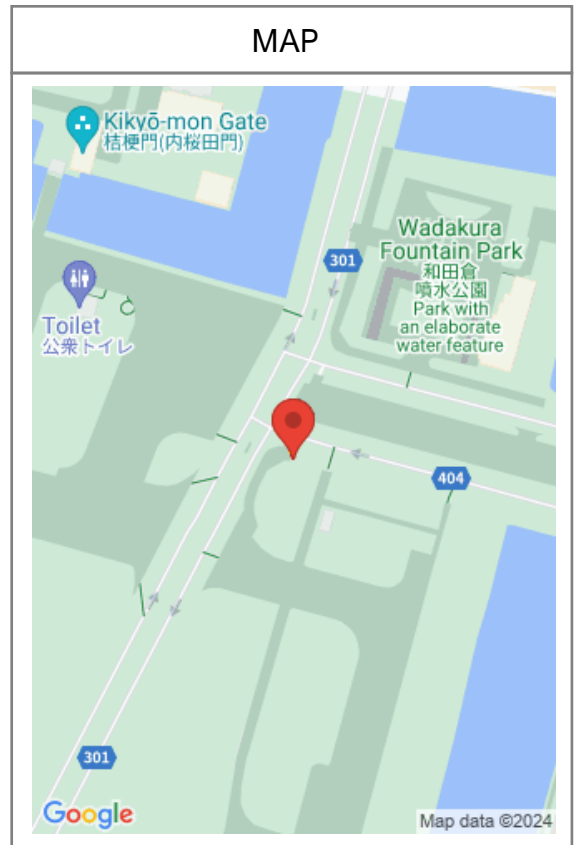 MAP
Kikyō-mon Gate
桔梗門(内桜田門)
301
Wadakura
Fountain Park
和田倉
噴水公園
Park with
an elaborate
water feature
Toilet
公衆トイレ
404
301
Google
Map data ©2024